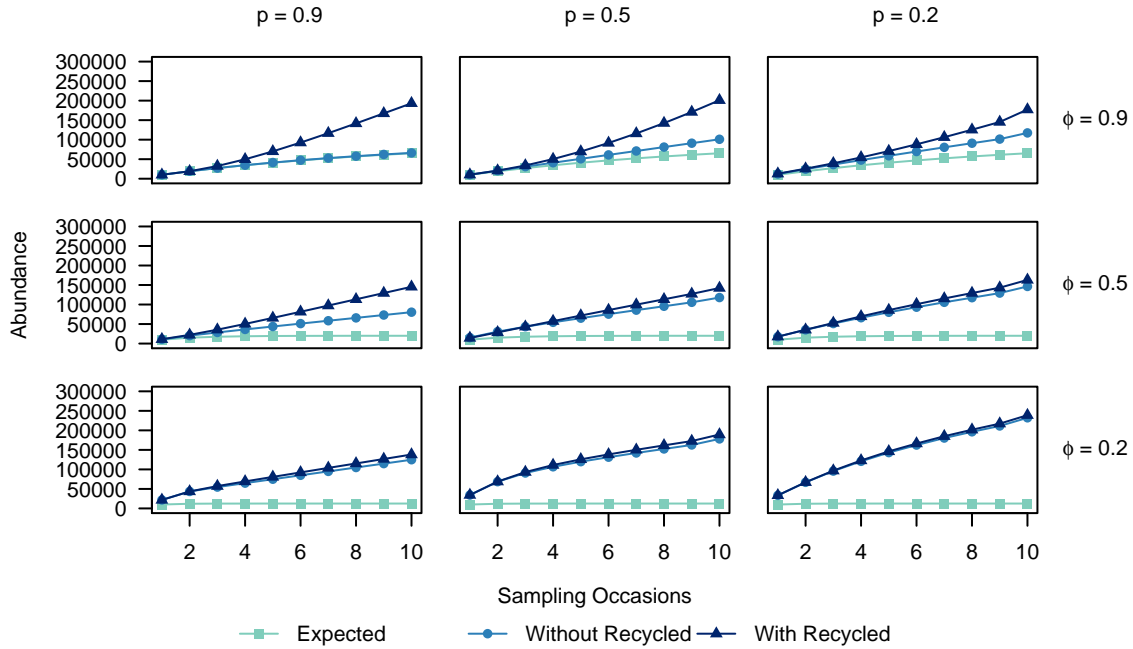 p = 0.9 p = 0.5 p = 0.2
300000
250000
200000
150000
100000
50000
0
ϕ = 0.9
300000
250000
200000
150000
100000
50000
0
ϕ = 0.5
300000
250000
200000
150000
100000
50000
0
ϕ = 0.2
Abundance
2 4 6 8 10 2 4 6 8 10 2 4 6 8 10
Sampling Occasions
Expected Without Recycled With Recycled